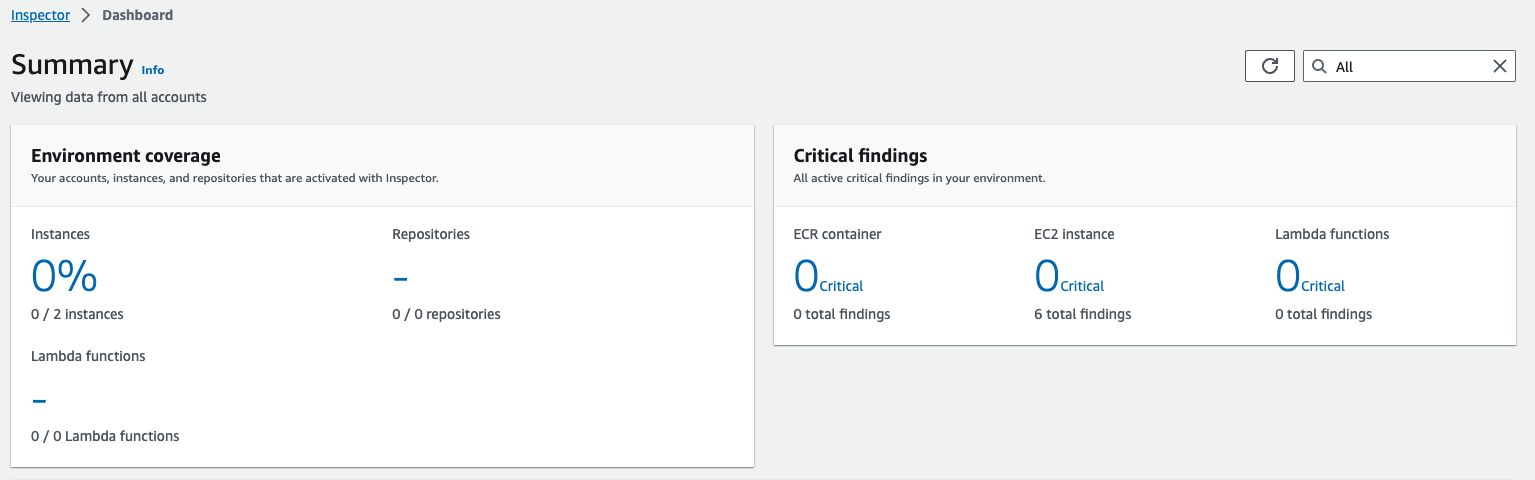 Inspector > Dashboard
Summary Info
Viewing data from all accounts
All
Environment coverage
Your accounts, instances, and repositories that are activated with Inspector.
Instances
0%
0 / 2 instances
Repositories
-
0 / 0 repositories
Lambda functions
-
0 / 0 Lambda functions
Critical findings
All active critical findings in your environment.
ECR container
0 Critical
0 total findings
EC2 instance
0 Critical
6 total findings
Lambda functions
0 Critical
0 total findings